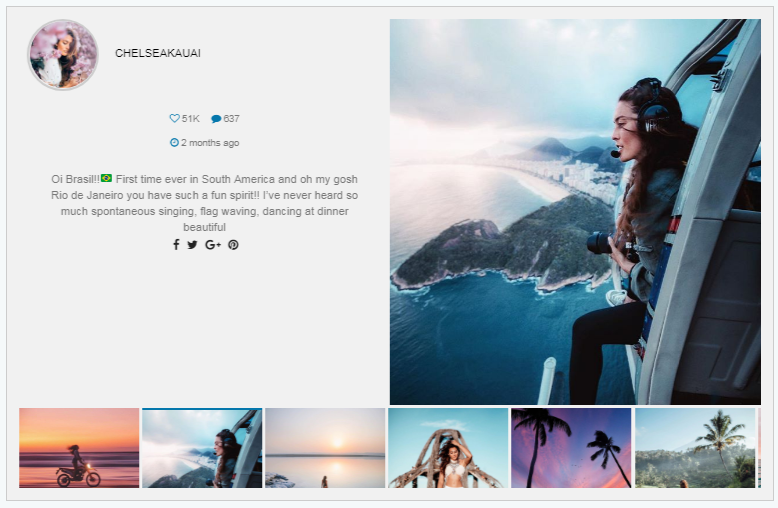 CHELSEAKAUAI
51K 637
2 months ago
Oi Brasil!!🇧🇷 First time ever in South America and oh my gosh
Rio de Janeiro you have such a fun spirit!! I've never heard so
much spontaneous singing, flag waving, dancing at dinner
beautiful